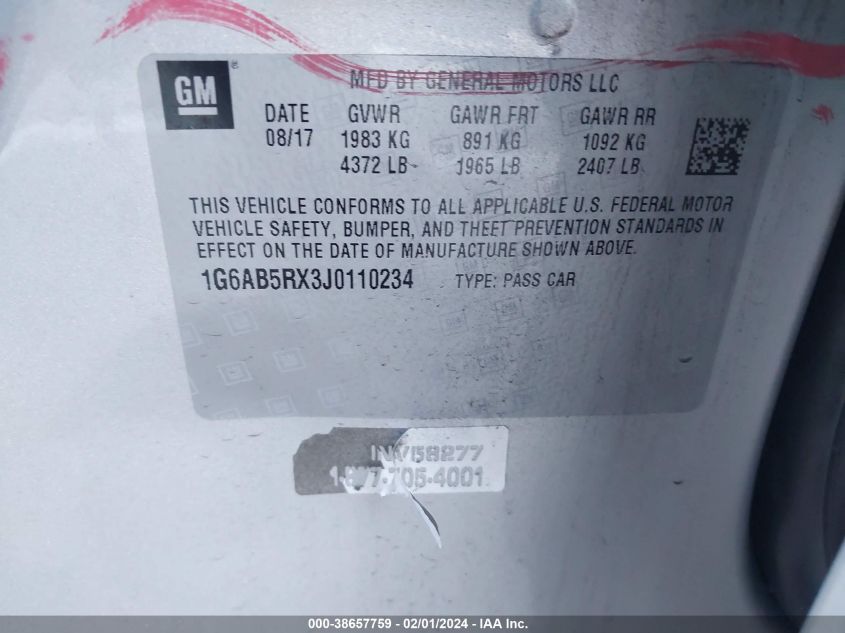 GM ®
MFD BY GENERAL MOTORS LLC
DATE GVWR GAWR FRT GAWR RR
08/17 1983 KG 891 KG 1092 KG
4372 LB 1965 LB 2407 LB
THIS VEHICLE CONFORMS TO ALL APPLICABLE U.S. FEDERAL MOTOR
VEHICLE SAFETY, BUMPER, AND THEFT PREVENTION STANDARDS IN
EFFECT ON THE DATE OF MANUFACTURE SHOWN ABOVE.
1G6AB5RX3J0110234 TYPE: PASS CAR
INV58277
705-4001
000-38657759 - 02/01/2024 - IAA Inc.